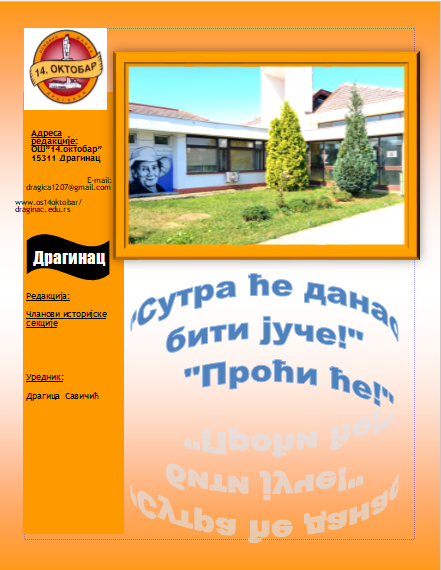 14. ОКТОБАР
Адреса
редакције:
ОШ"14.октобар"
15311 Драгинац
E-mail:
dragica1207@gmail.com
www.os14oktobar/
draginac.edu.rs
Драгинац
Редакција:
Чланови историјске
секције
Уредник:
Драгица Савичић
"Сутра ће данас
бити јуче!"
"Проћи ће!"